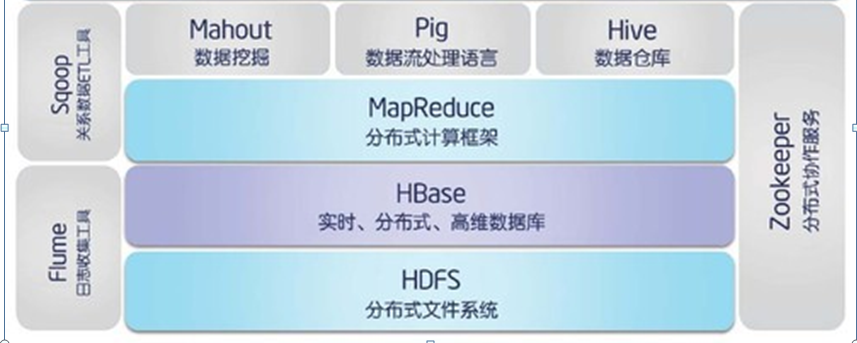 Sqoop
关系数据ETL工具
Mahout
数据挖掘
Pig
数据流处理语言
Hive
数据仓库
MapReduce
分布式计算框架
Flume
日志收集工具
HBase
实时、分布式、高维数据库
HDFS
分布式文件系统
Zookeeper
分布式协作服务